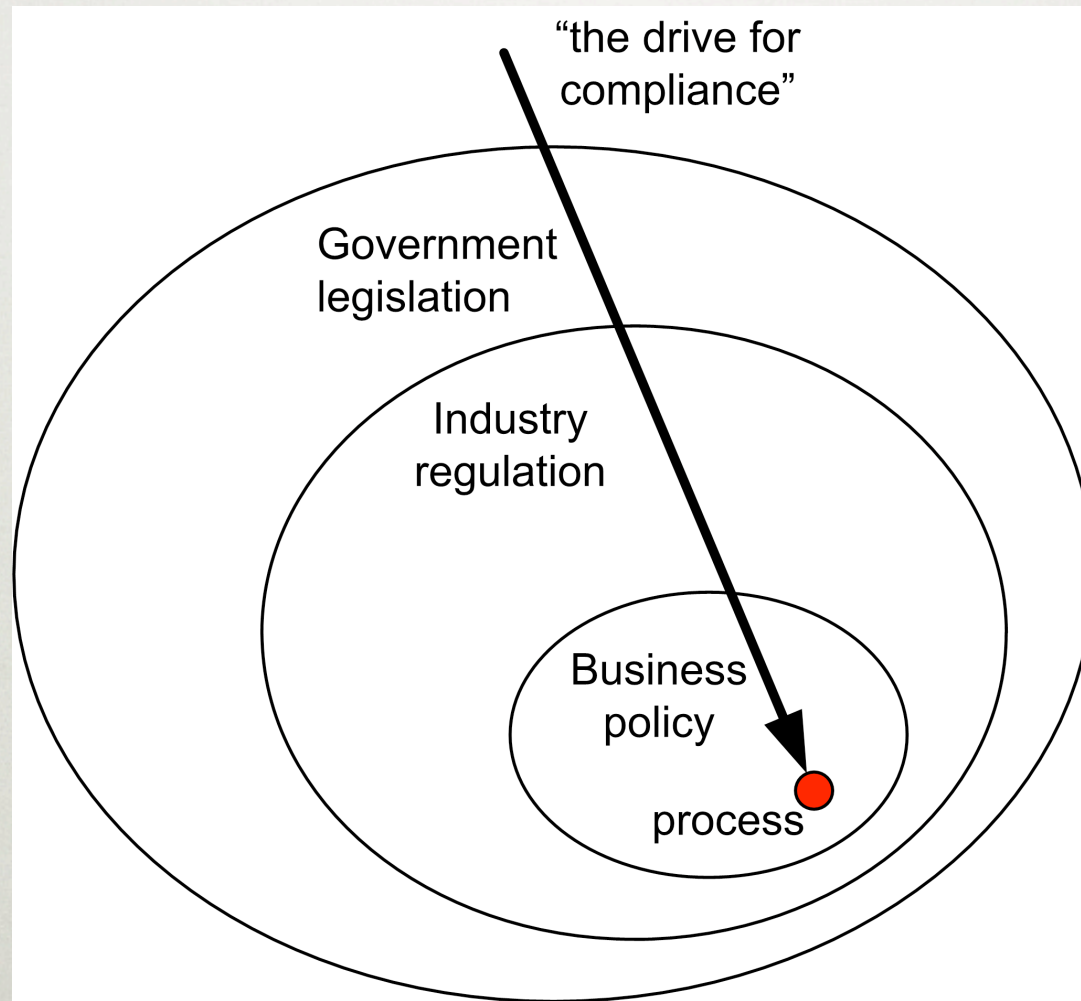 “the drive for
compliance”
Government
legislation
Industry
regulation
Business
policy
process